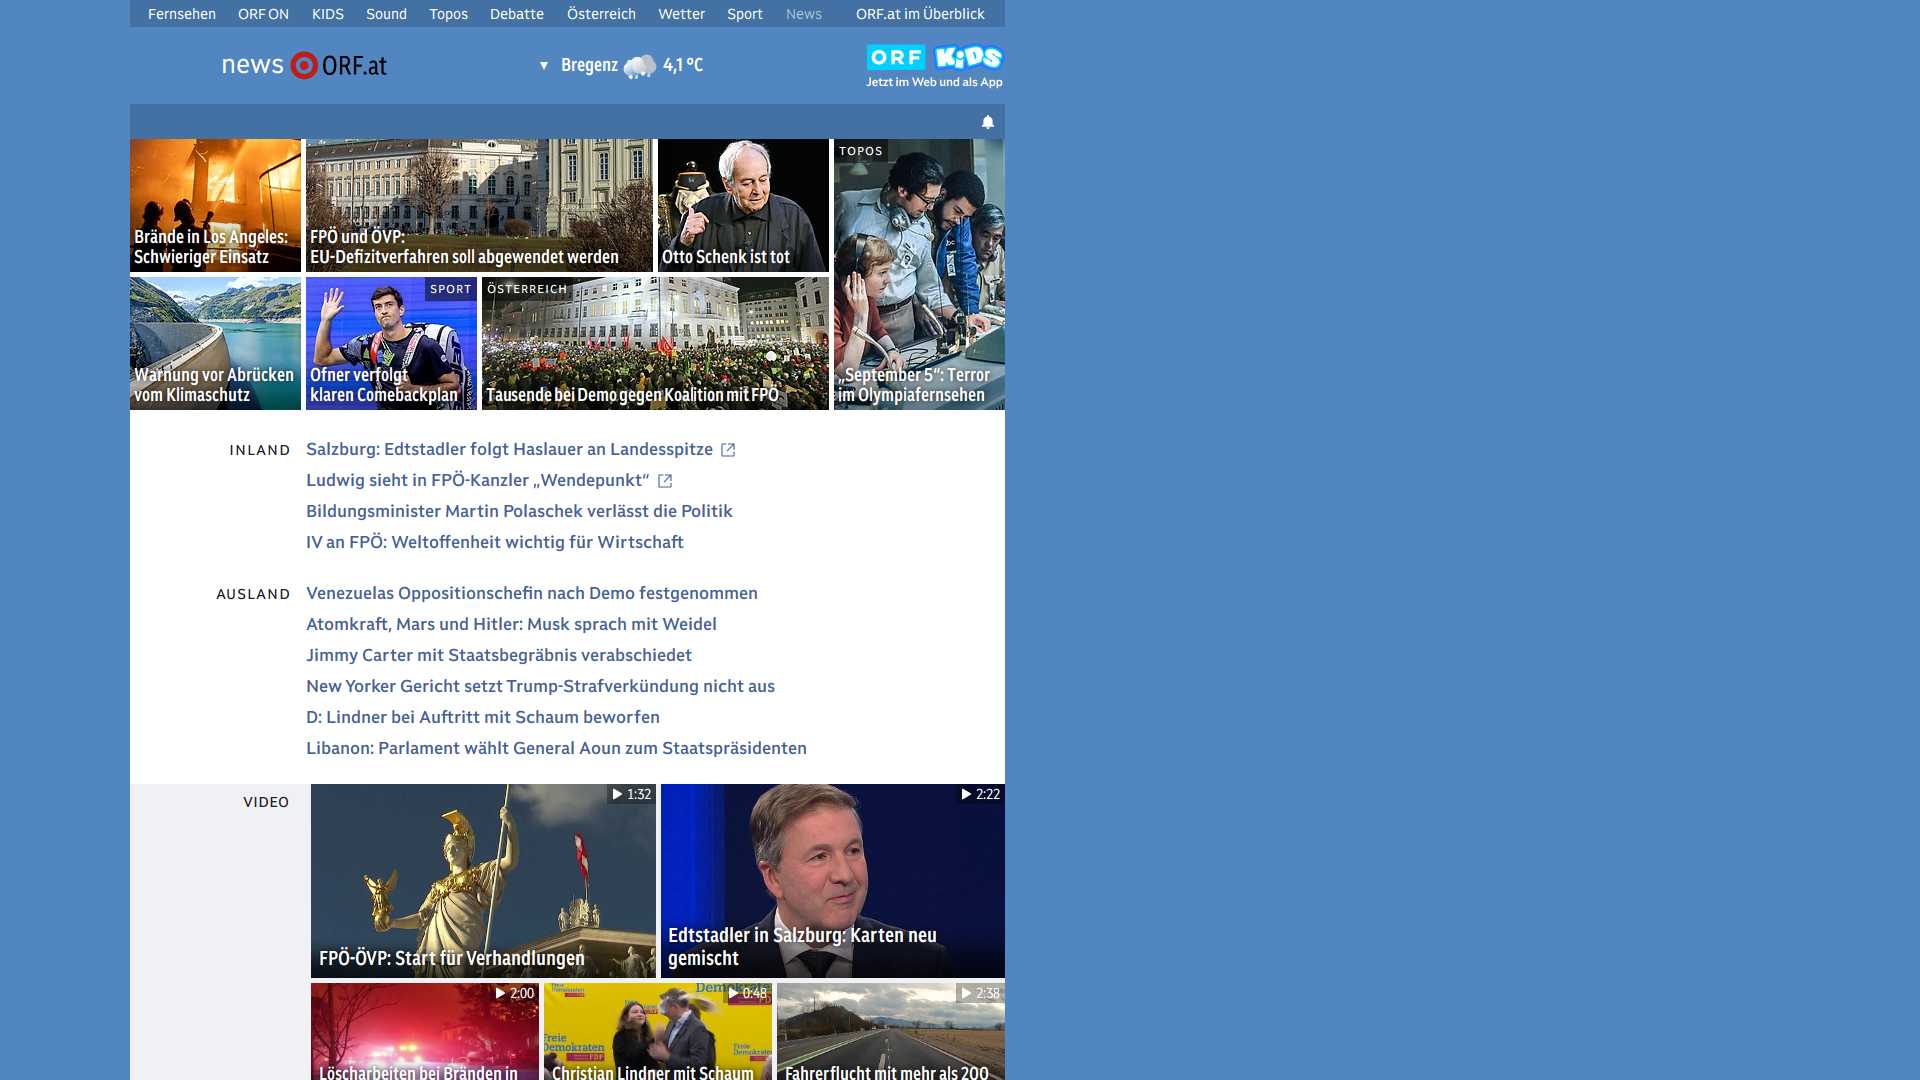 Fernsehen ORF ON KIDS Sound Topos Debatte Österreich Wetter Sport News ORF.at im Überblick
news ORF.at
Bregenz 4,1 °C
ORF KiDS
Jetzt im Web und als App
Brände in Los Angeles:
Schwieriger Einsatz
FPÖ und ÖVP:
EU-Defizitverfahren soll abgewendet werden
Otto Schenk ist tot
TOPOS
„September 5“: Terror
im Olympiafernsehen
Warnung vor Abrücken
vom Klimaschutz
SPORT
Ofner verfolgt
klaren Comebackplan
ÖSTERREICH
Tausende bei Demo gegen Koalition mit FPÖ
INLAND
Salzburg: Edtstadler folgt Haslauer an Landesspitze
Ludwig sieht in FPÖ-Kanzler „Wendepunkt“
Bildungsminister Martin Polaschek verlässt die Politik
IV an FPÖ: Weltoffenheit wichtig für Wirtschaft
AUSLAND
Venezuelas Oppositionschefin nach Demo festgenommen
Atomkraft, Mars und Hitler: Musk sprach mit Weidel
Jimmy Carter mit Staatsbegräbnis verabschiedet
New Yorker Gericht setzt Trump-Strafverkündung nicht aus
D: Lindner bei Auftritt mit Schaum beworfen
Libanon: Parlament wählt General Aoun zum Staatspräsidenten
VIDEO
1:32
FPÖ-ÖVP: Start für Verhandlungen
2:22
Edtstadler in Salzburg: Karten neu
gemischt
2:00
Löscharbeiten bei Bränden in
0:48
Freie
Demokraten
FDP
Christian Lindner mit Schaum
2:38
Fahrerflucht mit mehr als 200